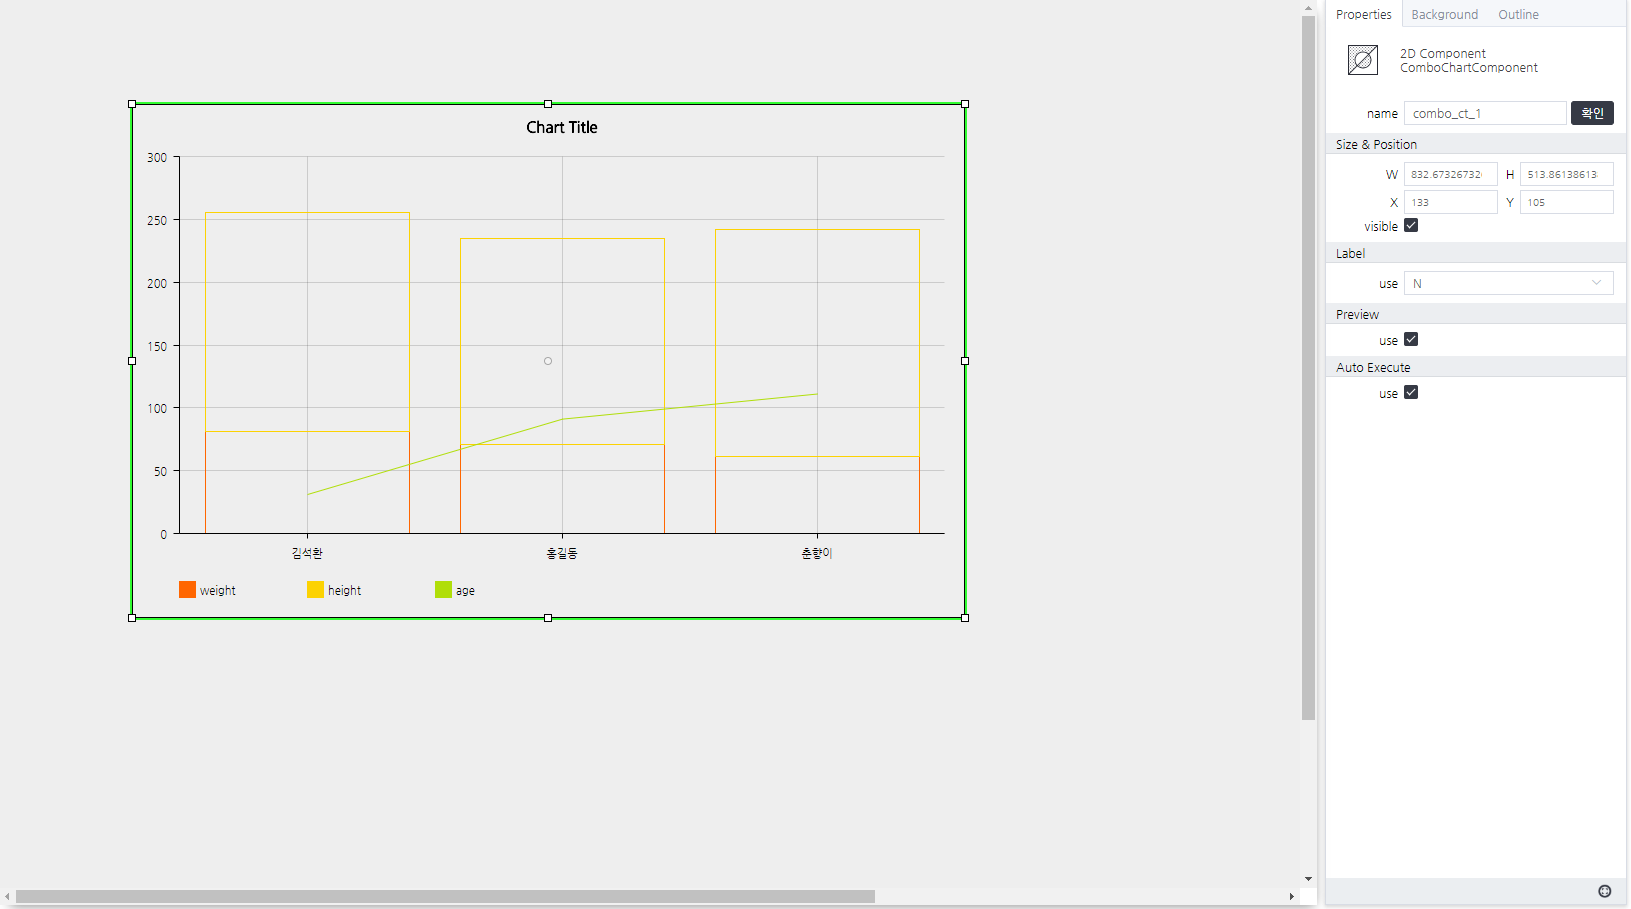 Chart Title
300
250
200
150
100
50
0
김석환
홍길동
춘향이
weight
height
age
Properties
Background
Outline
2D Component
ComboChartComponent
name
combo_ct_1
확인
Size & Position
W
832.673267326
H
513.861386138
X
133
Y
105
visible
Label
use
N
Preview
use
Auto Execute
use